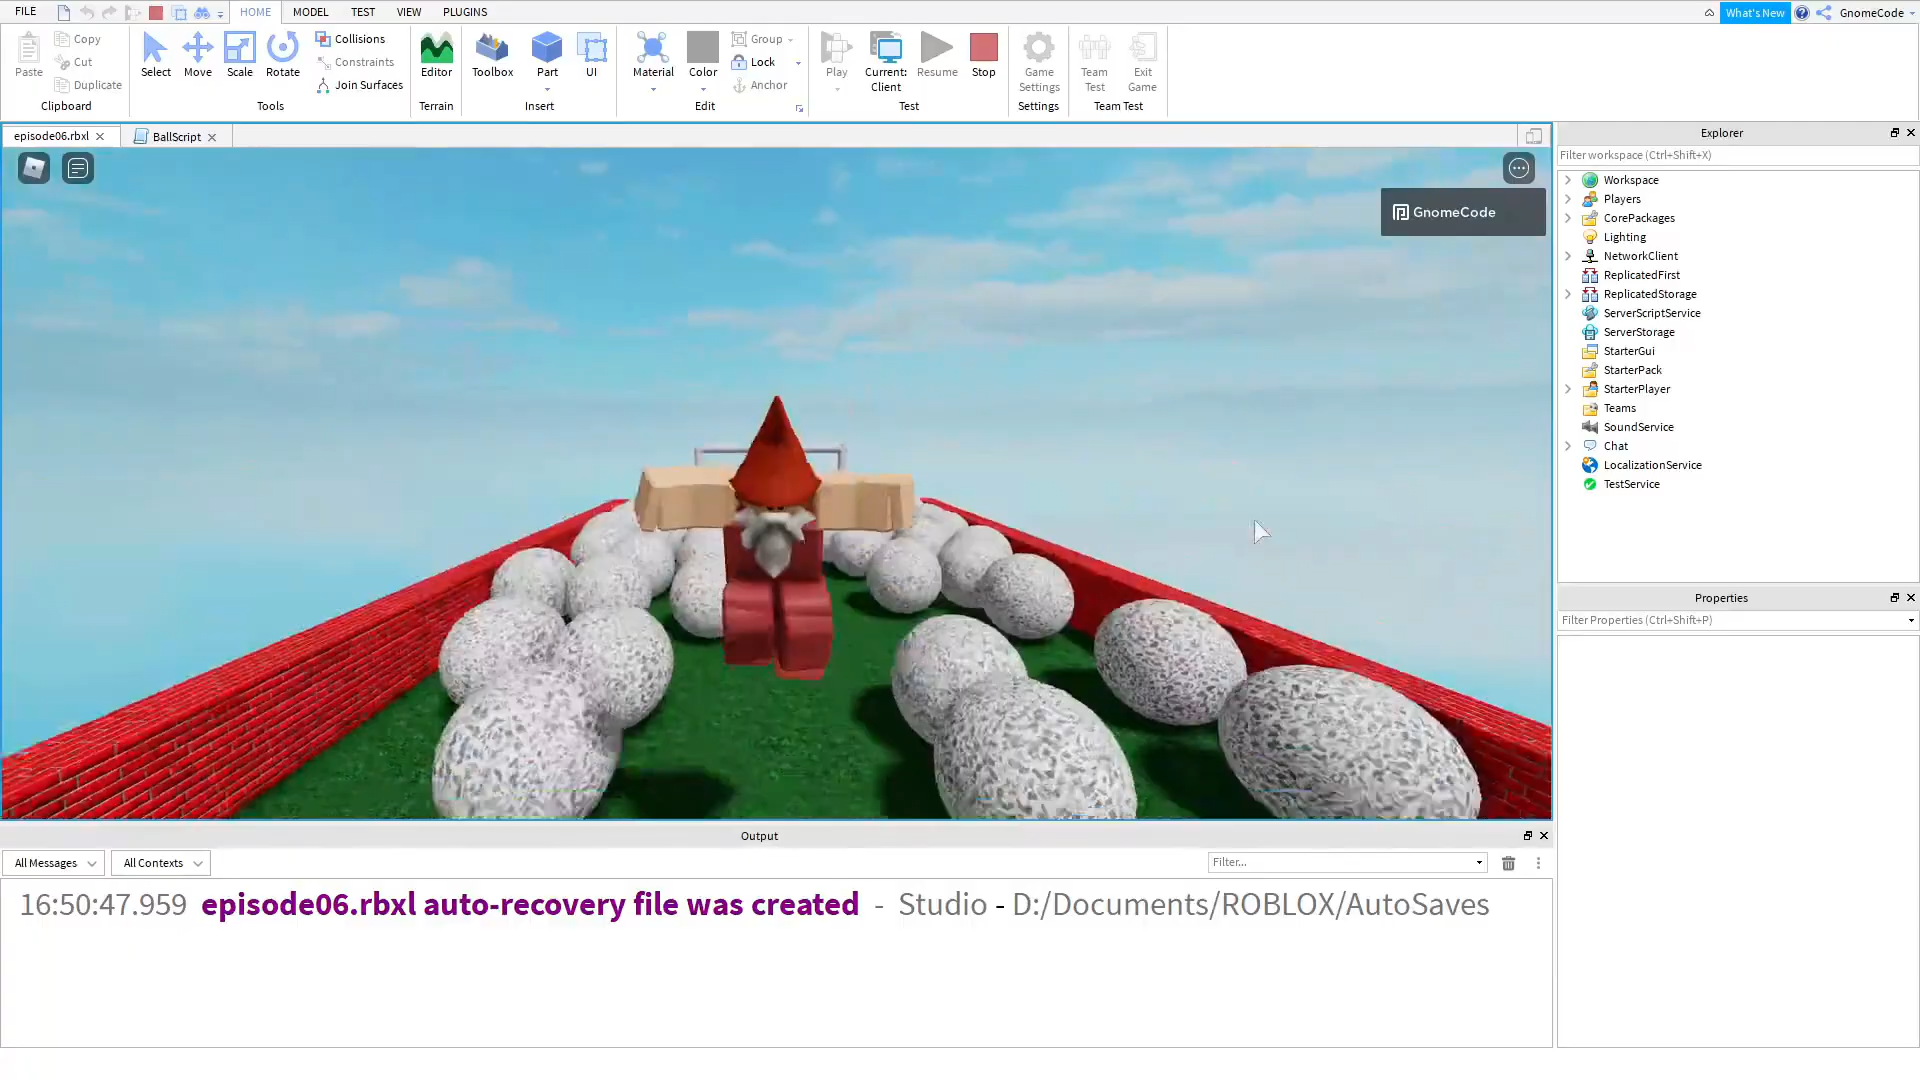 FILE
HOME
MODEL
TEST
VIEW
PLUGINS
What's New
GnomeCode
Paste
Copy
Cut
Duplicate
Clipboard
Select
Move
Scale
Rotate
Collisions
Constraints
Join Surfaces
Tools
Editor
Terrain
Toolbox
Part
UI
Insert
Material
Color
Group
Lock
Anchor
Edit
Play
Current:
Client
Resume
Stop
Test
Game
Settings
Settings
Team
Test
Exit
Game
Team Test
episode06.rbxl
BallScript
GnomeCode
Explorer
Filter workspace (Ctrl+Shift+X)
Workspace
Players
CorePackages
Lighting
NetworkClient
ReplicatedFirst
ReplicatedStorage
ServerScriptService
ServerStorage
StarterGui
StarterPack
StarterPlayer
Teams
SoundService
Chat
LocalizationService
TestService
Properties
Filter Properties (Ctrl+Shift+P)
Output
All Messages
All Contexts
Filter...
16:50:47.959 episode06.rbxl auto-recovery file was created - Studio - D:/Documents/ROBLOX/AutoSaves